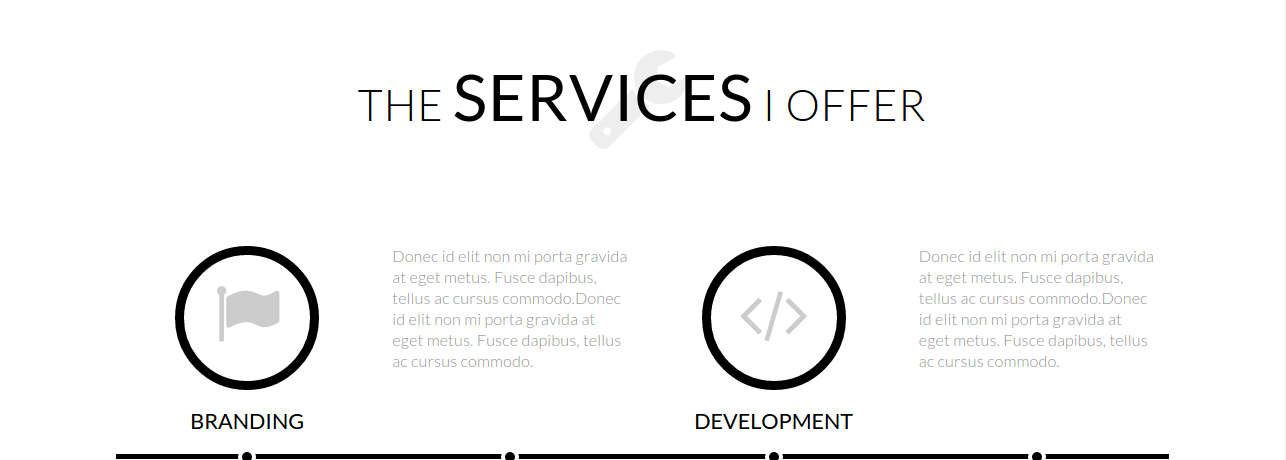 THE SERVICES I OFFER
Donec id elit non mi porta gravida
at eget metus. Fusce dapibus,
tellus ac cursus commodo.Donec
id elit non mi porta gravida at
eget metus. Fusce dapibus, tellus
ac cursus commodo.
BRANDING
Donec id elit non mi porta gravida
at eget metus. Fusce dapibus,
tellus ac cursus commodo.Donec
id elit non mi porta gravida at
eget metus. Fusce dapibus, tellus
ac cursus commodo.
DEVELOPMENT